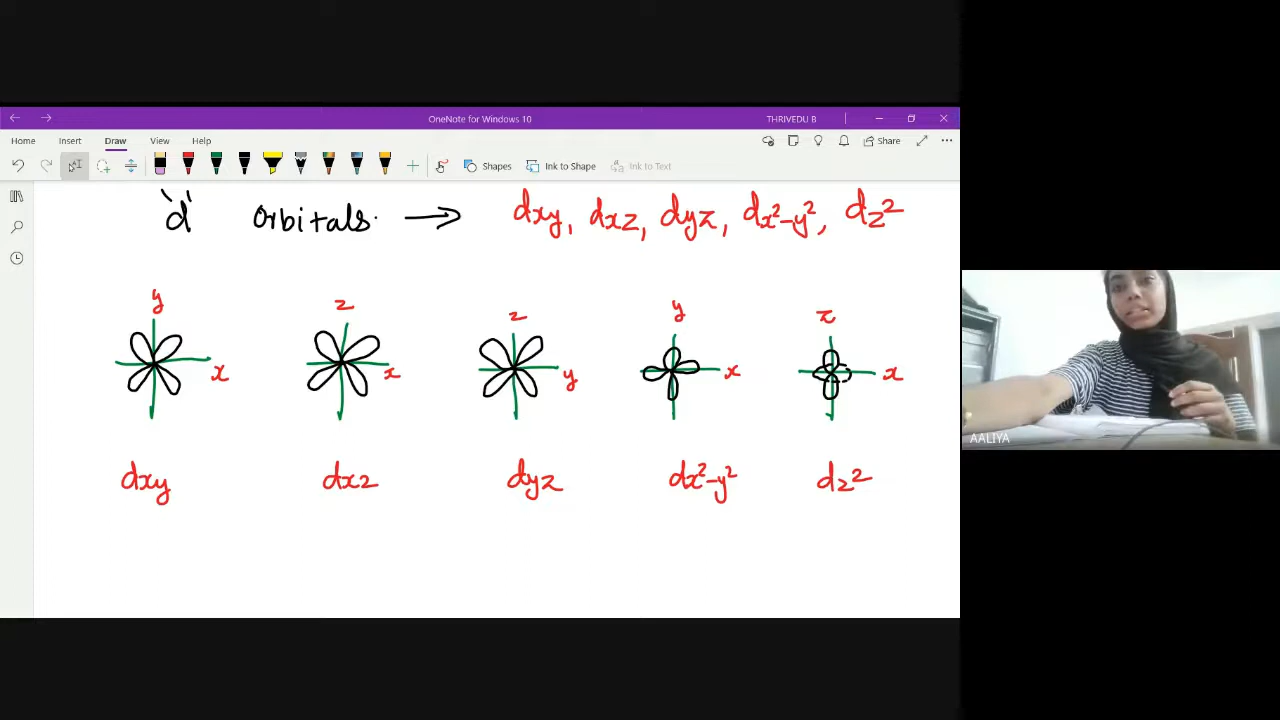 OneNote for Windows 10
THRIVEDU B
Home Insert Draw View Help
Share
Shapes Ink to Shape Ink to Text
'd' orbitals. → dxy, dxz, dyz, dx²-y², dz²
y z z y z
x x y x x
dxy dxz dyz dx²-y² dz²
AALIYA